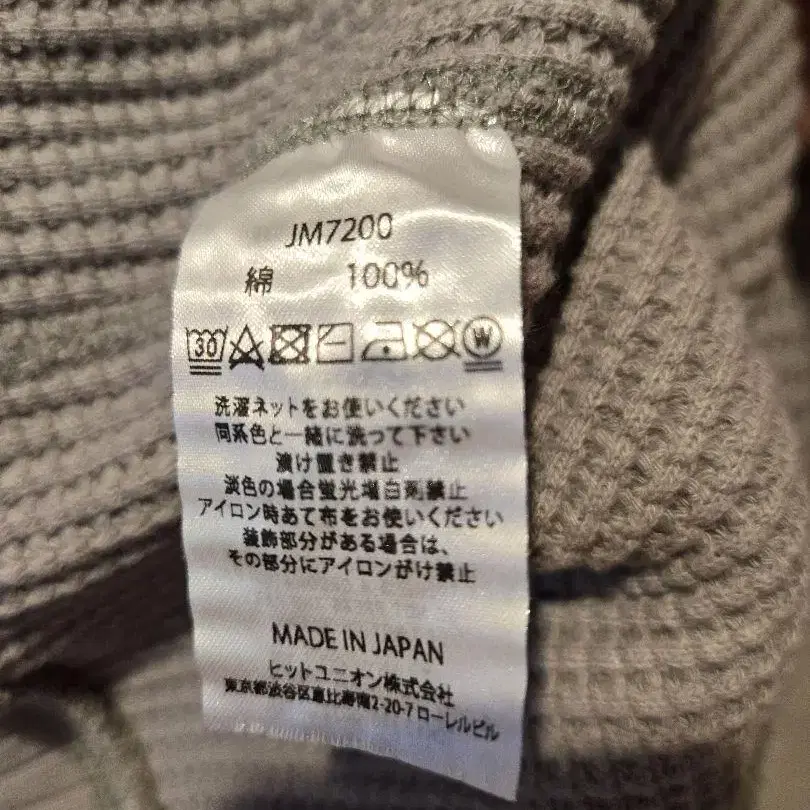 JM7200
綿 100%
30 W
洗濯ネットをお使いください
同系色と一緒に洗って下さい
漬け置き禁止
淡色の場合蛍光増白剤禁止
アイロン時あて布をお使いください
装飾部分がある場合は、
その部分にアイロンがけ禁止
MADE IN JAPAN
ヒットユニオン株式会社
東京都渋谷区恵比寿南2-20-7 ローレルビル